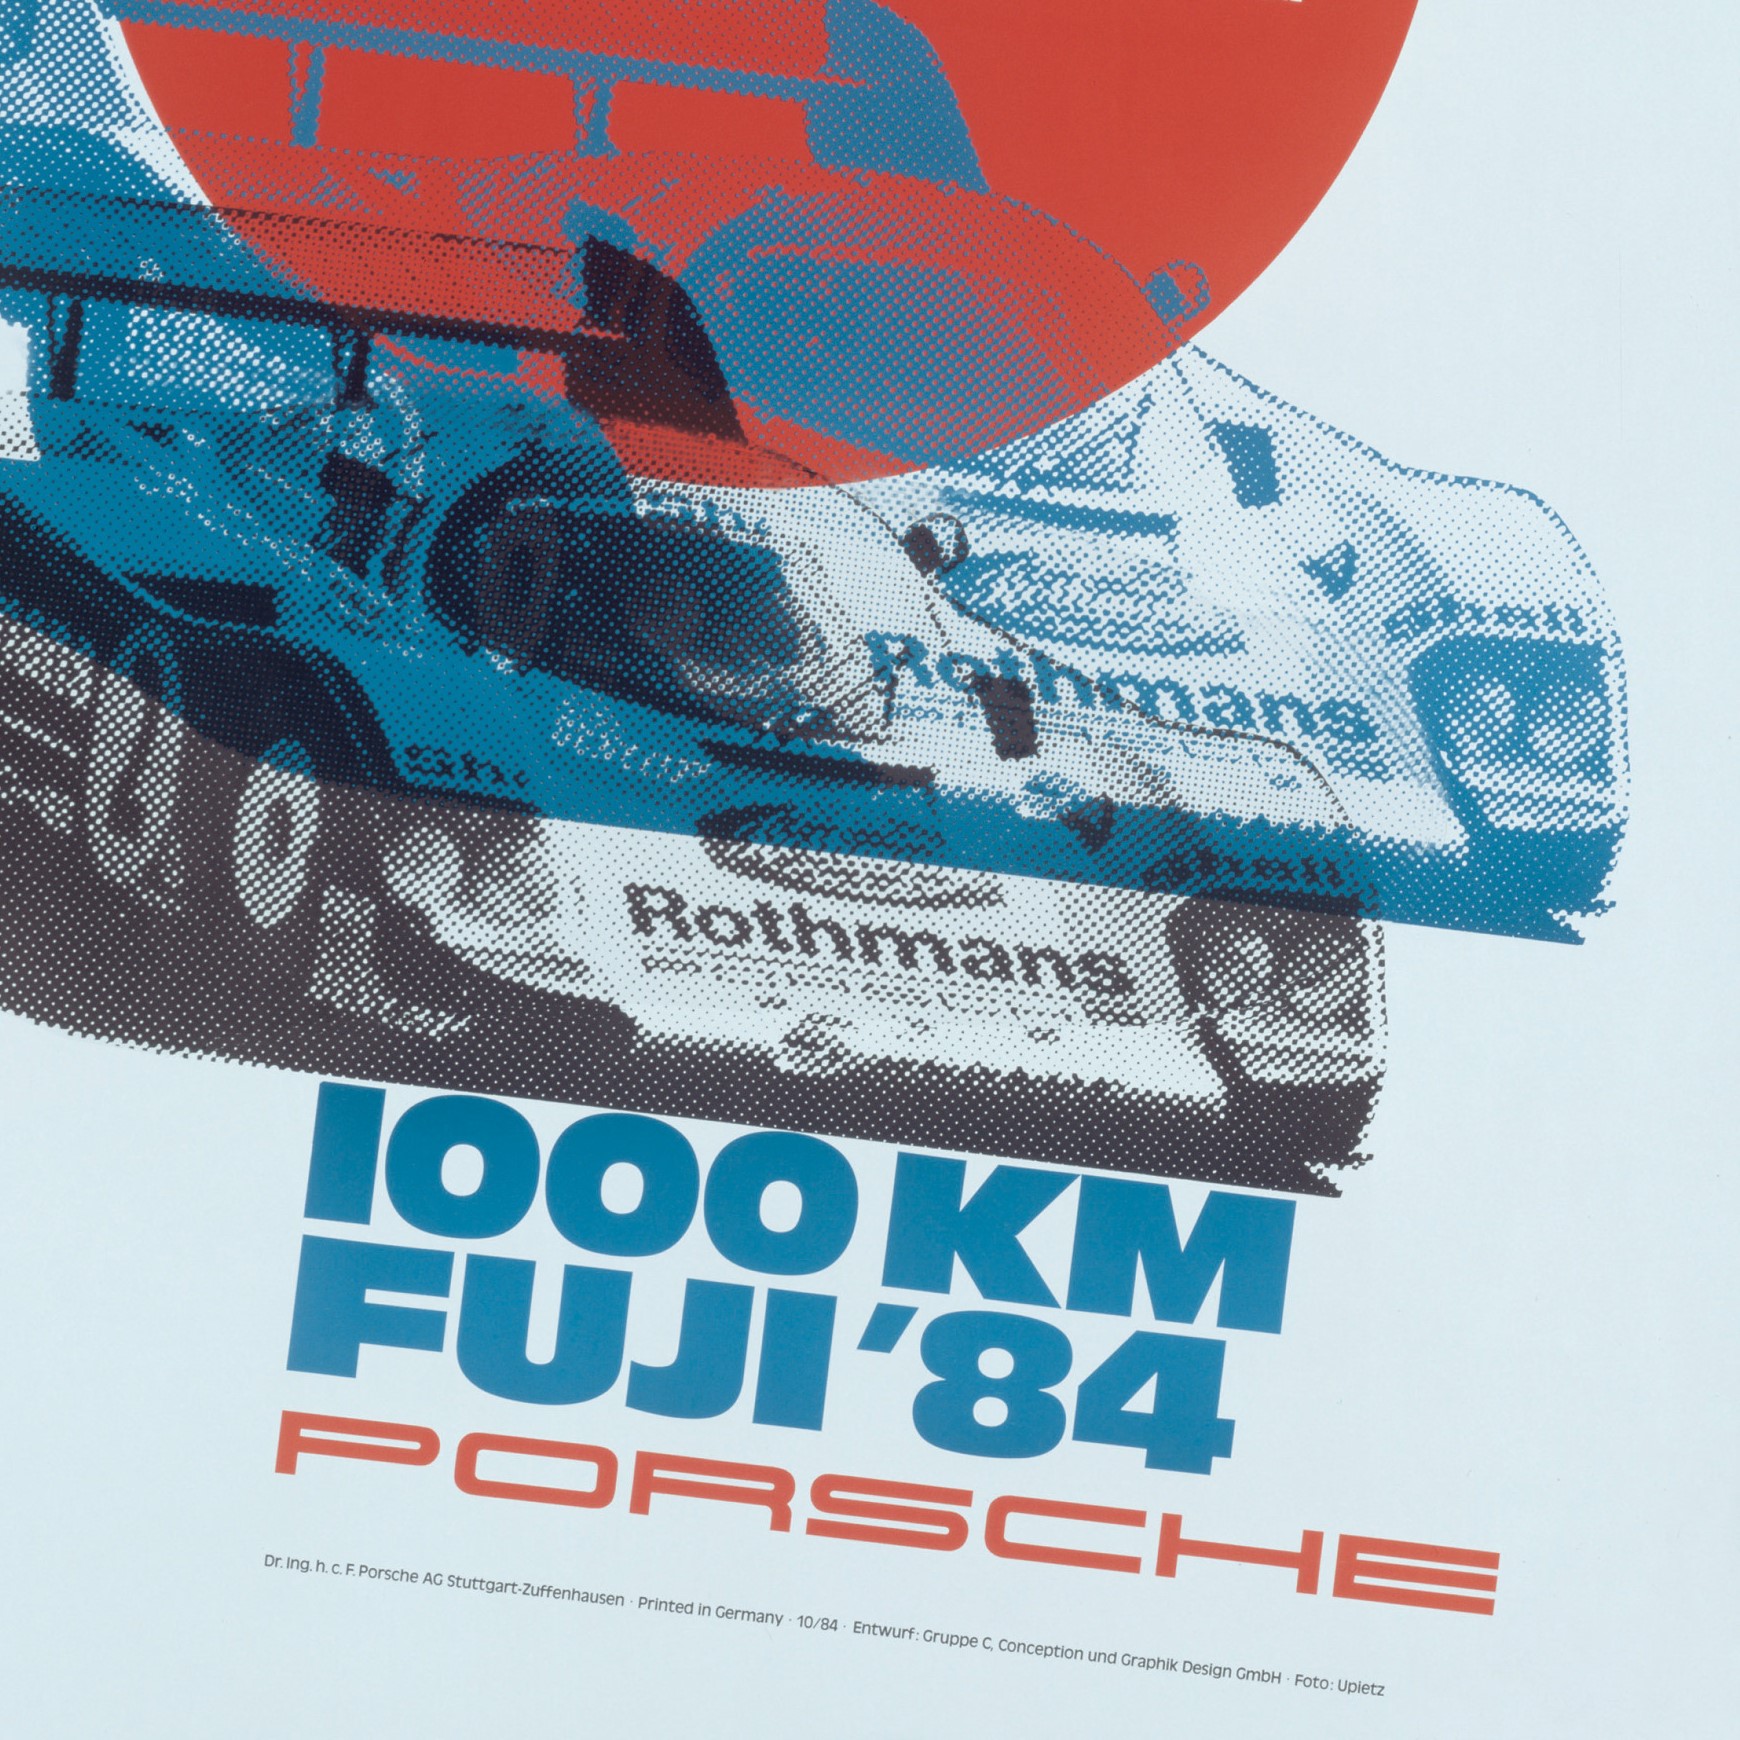 Rothmans
Rothmans
1000 KM
FUJI '84
PORSCHE
Dr. Ing. h. c. F. Porsche AG Stuttgart-Zuffenhausen · Printed in Germany · 10/84 · Entwurf: Gruppe C, Conception und Graphik Design GmbH · Foto: Upietz